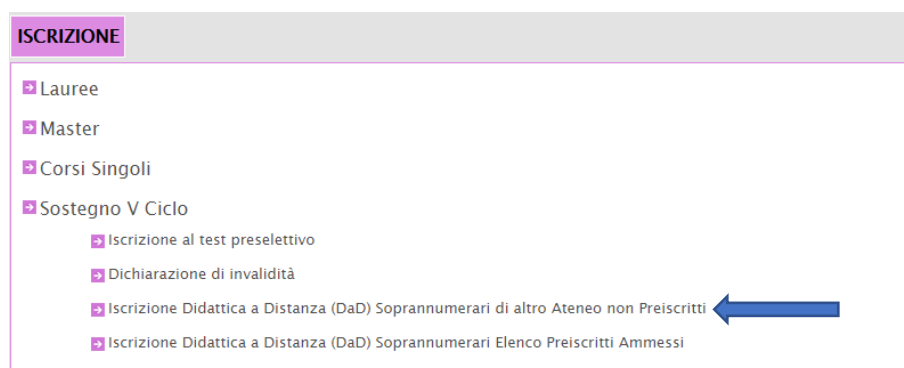 ISCRIZIONE
Lauree
Master
Corsi Singoli
Sostegno V Ciclo
Iscrizione al test preselettivo
Dichiarazione di invalidità
Iscrizione Didattica a Distanza (DaD) Soprannumerari di altro Ateneo non Preiscritti
Iscrizione Didattica a Distanza (DaD) Soprannumerari Elenco Preiscritti Ammessi